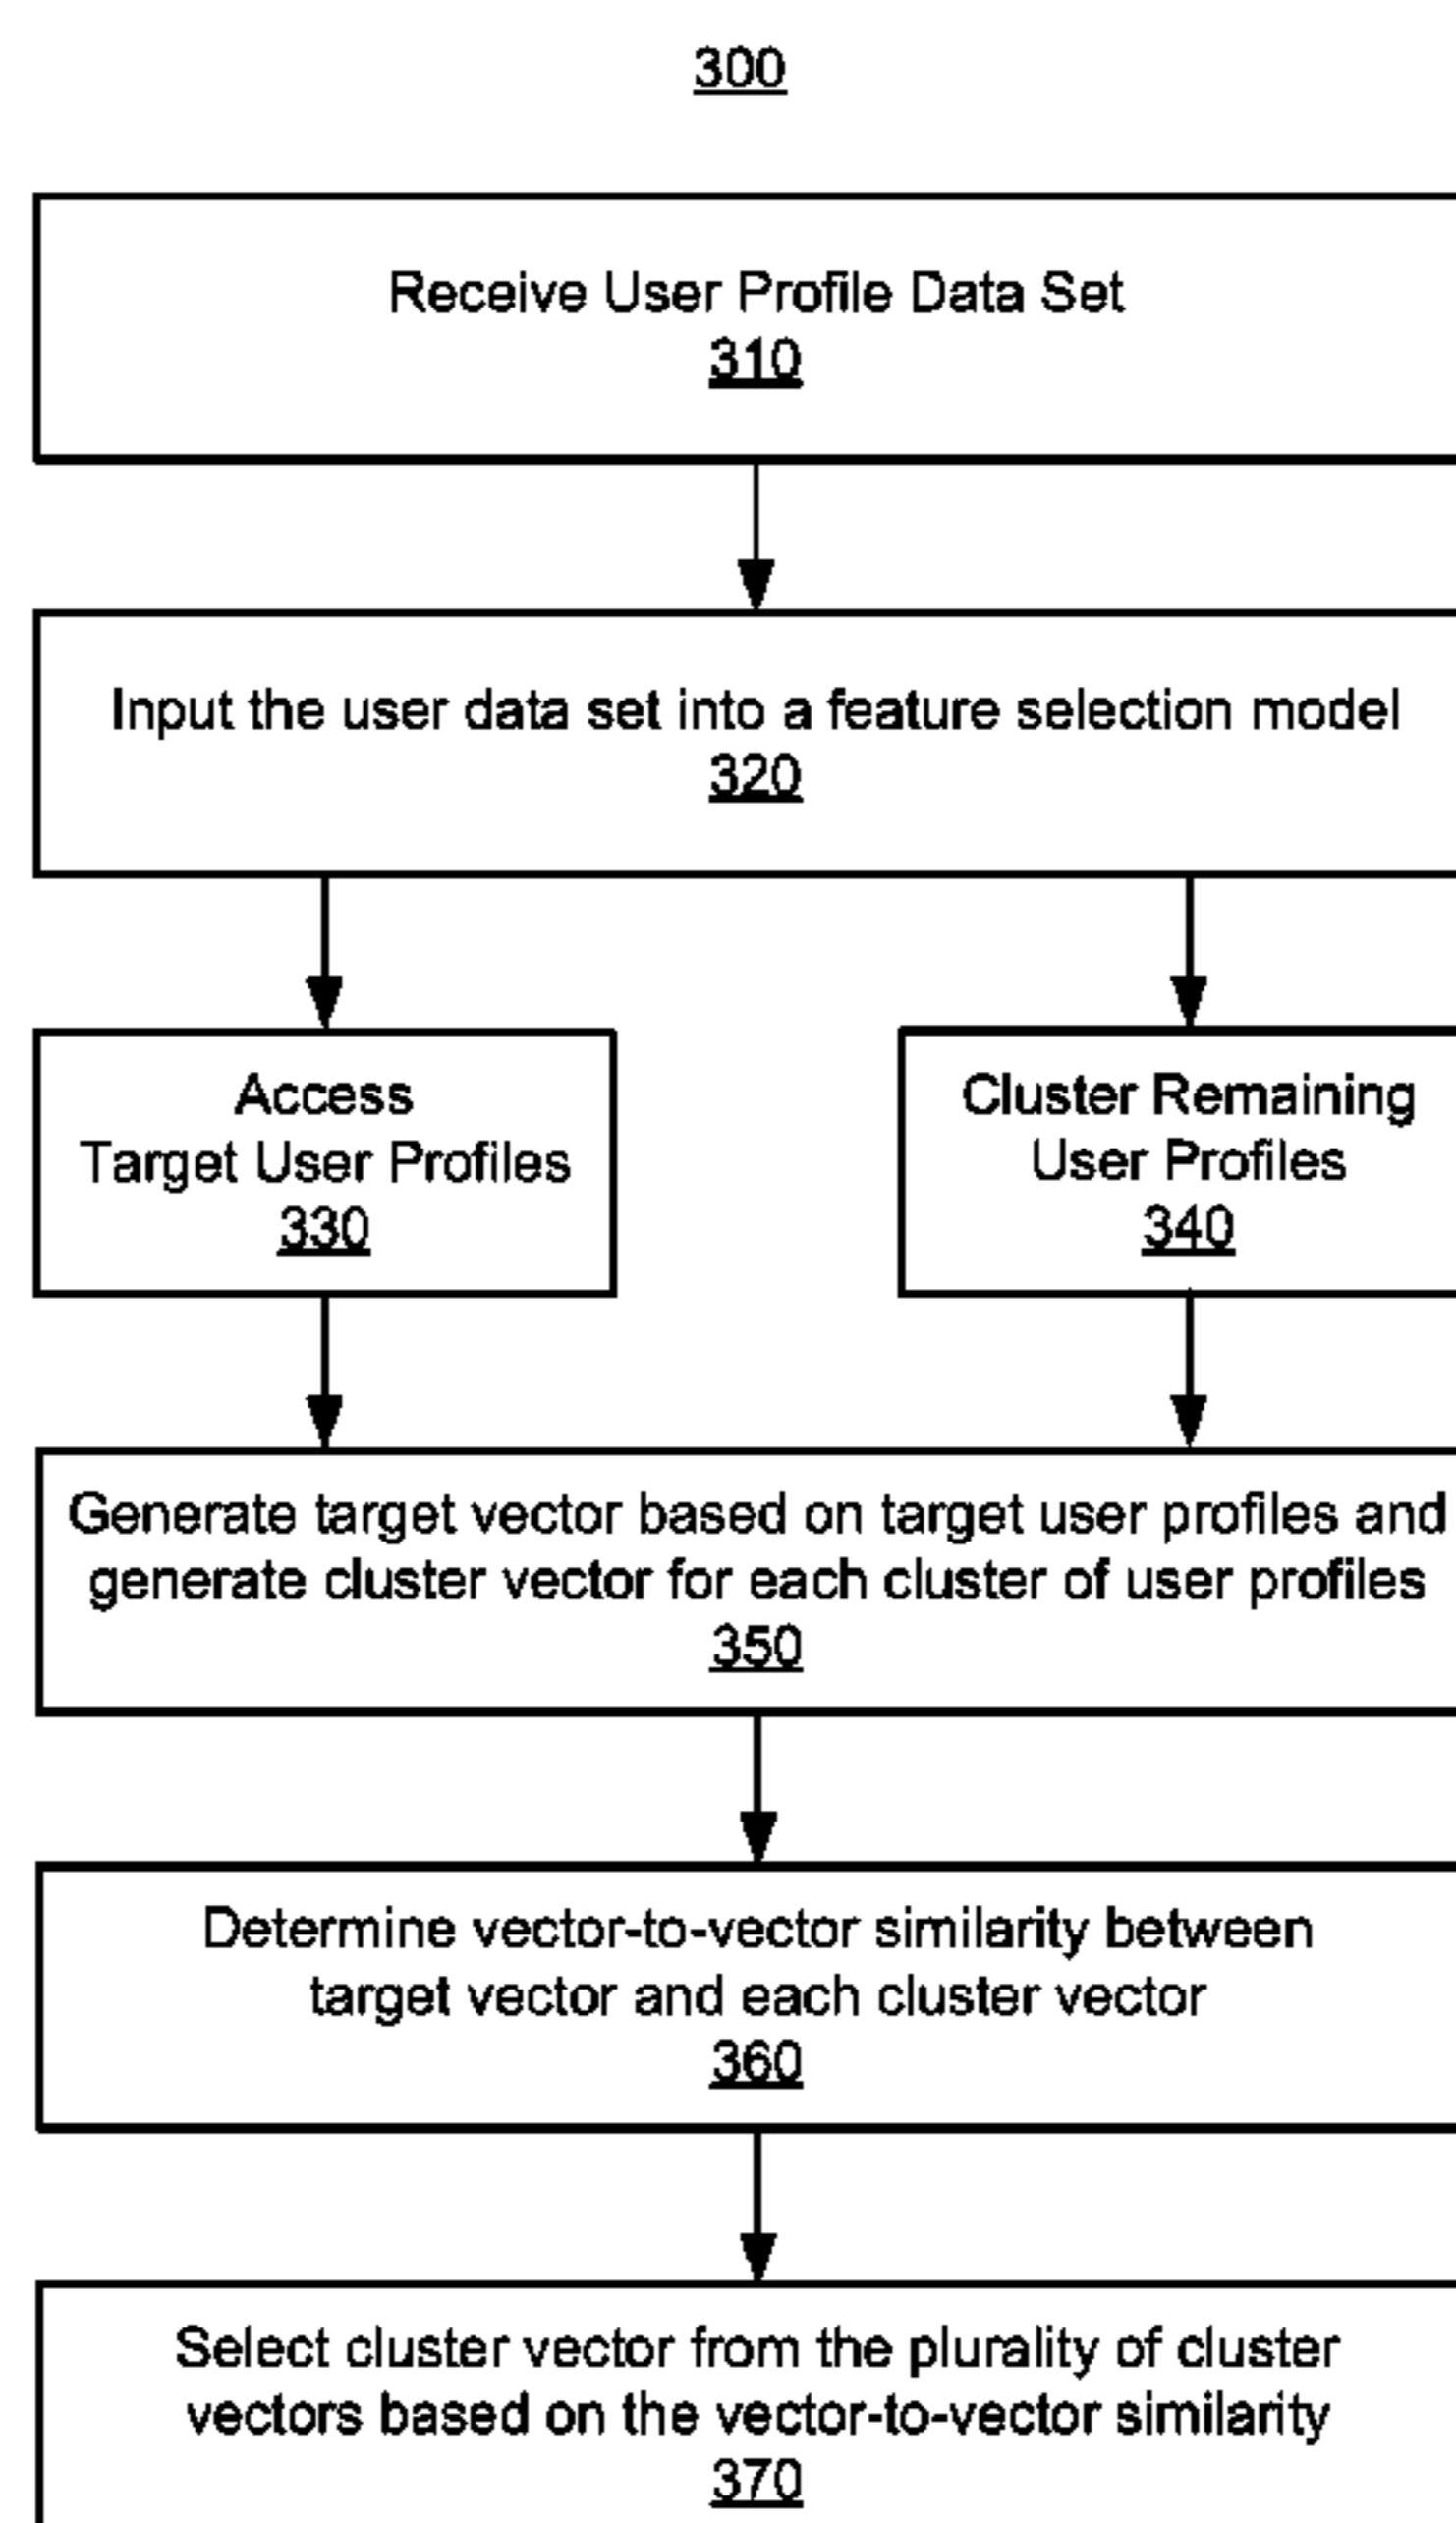 300
Receive User Profile Data Set
310
Input the user data set into a feature selection model
320
Access
Target User Profiles
330
Cluster Remaining
User Profiles
340
Generate target vector based on target user profiles and
generate cluster vector for each cluster of user profiles
350
Determine vector-to-vector similarity between
target vector and each cluster vector
360
Select cluster vector from the plurality of cluster
vectors based on the vector-to-vector similarity
370